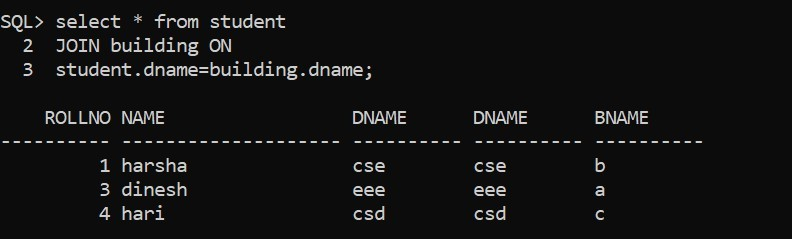 SQL> select * from student
  2  JOIN building ON
  3  student.dname=building.dname;
    ROLLNO NAME                 DNAME      DNAME      BNAME
---------- -------------------- ---------- ---------- ----------
         1 harsha               cse        cse        b
         3 dinesh               eee        eee        a
         4 hari                 csd        csd        c